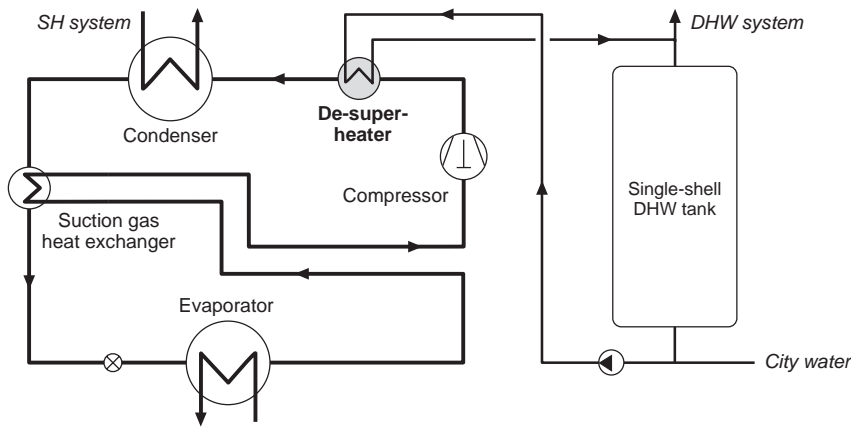 SH system
DHW system
Condenser
De-super-
heater
Compressor
Single-shell
DHW tank
Suction gas
heat exchanger
Evaporator
City water